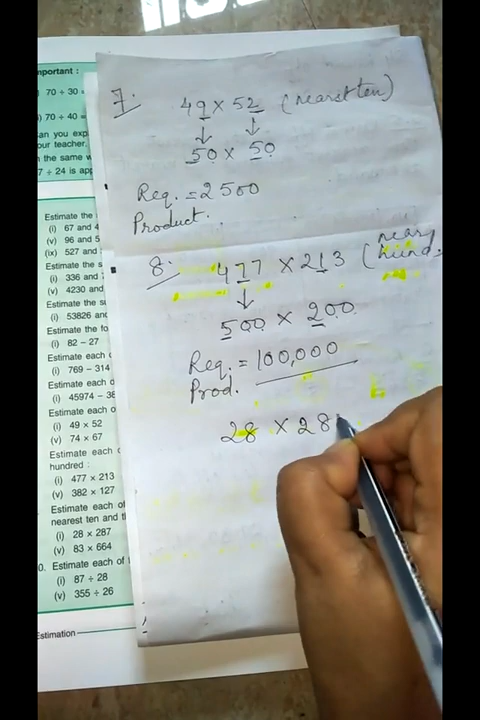 mportant :
70 ÷ 30 =
) 70 ÷ 40 =
an you exp
our teacher.
n the same w
7 ÷ 24 is app
Estimate the
(i) 67 and 4
(v) 96 and 5
(ix) 527 and
Estimate the s
(i) 336 and
(v) 4230 and
Estimate the su
(i) 53826 and
Estimate the fo
(i) 82 – 27
Estimate each
(i) 769 – 314
Estimate each d
(i) 45974 – 38
Estimate each o
(i) 49 × 52
(v) 74 × 67
Estimate each o
hundred :
(i) 477 × 213
(v) 382 × 127
Estimate each of
nearest ten and t
(i) 28 × 287
(v) 83 × 664
0. Estimate each of
(i) 87 ÷ 28
(v) 355 ÷ 26
Estimation
7.
49 × 52 (nearst ten)
50 × 50
Req. = 2500
Product.
8.
477 × 213 (neary
hund.
500 × 200
Req. = 100,000
Prod.
28 × 28